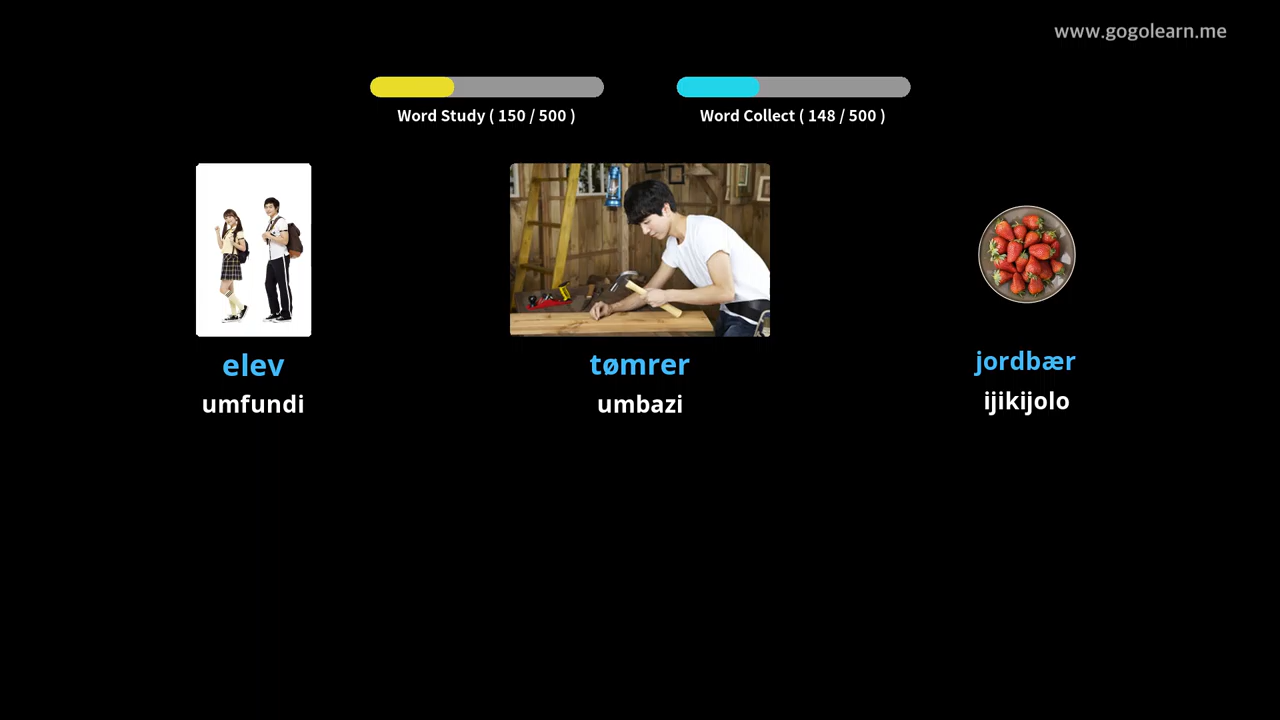 www.gogolearn.me
Word Study ( 150 / 500 )
Word Collect ( 148 / 500 )
elev
umfundi
tømrer
umbazi
jordbær
ijikijolo